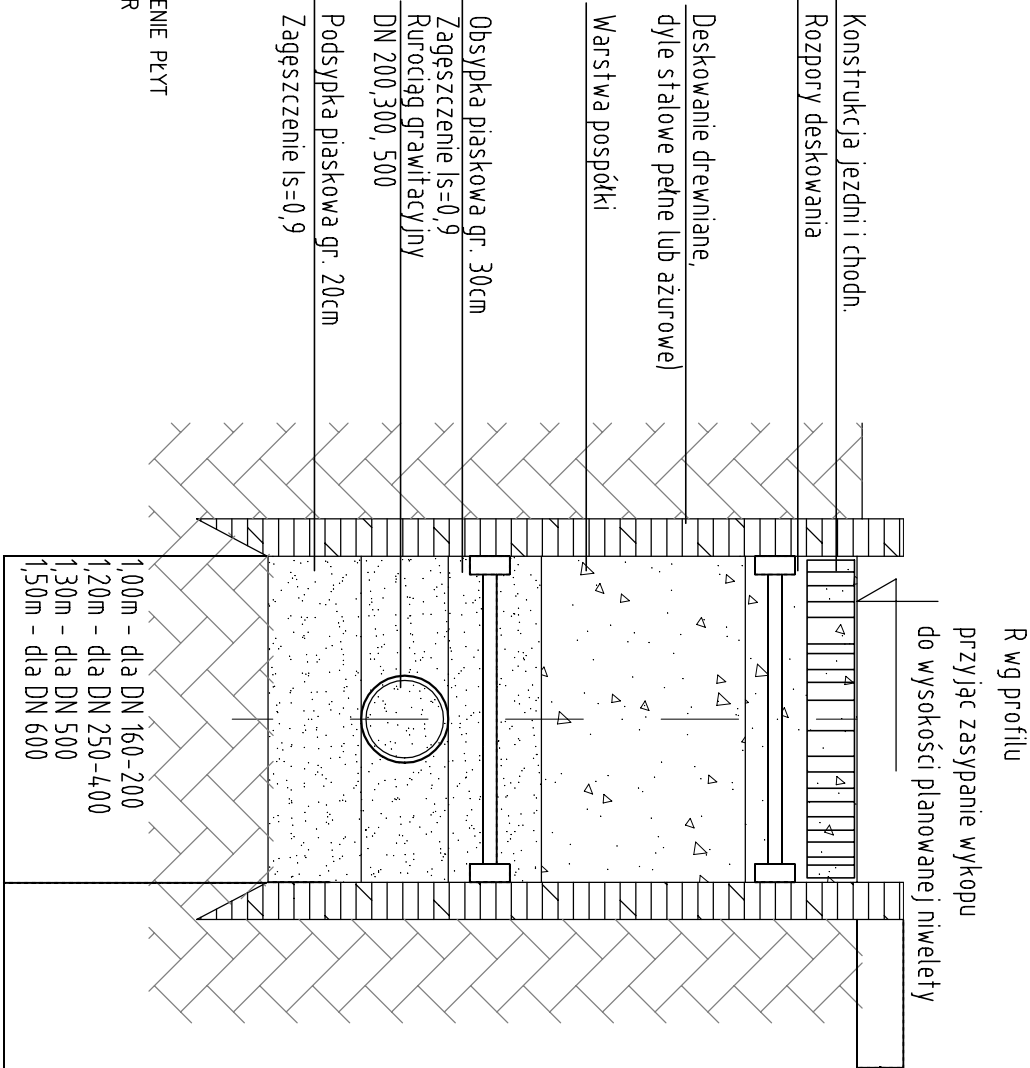 R wg profilu
przyjąc zasypanie wykopu
do wysokości planowanej niwelety
Konstrukcja jezdni i chodn.
Rozpory deskowania
Deskowanie drewniane,
dyle stalowe pełne lub ażurowe)
Warstwa pospółki
Obsypka piaskowa gr. 30cm
Zagęszczenie Is=0,9
Rurociąg grawitacyjny
DN 200,300, 500
Podsypka piaskowa gr. 20cm
Zagęszczenie Is=0,9
ENIE PŁYT
R
1,00m - dla DN 160-200
1,20m - dla DN 250-400
1,30m - dla DN 500
1,50m - dla DN 600